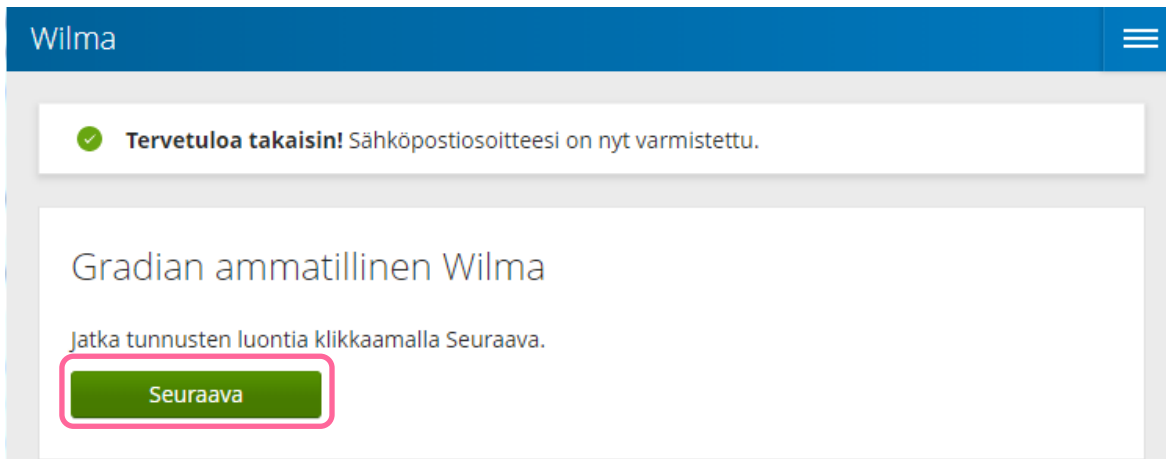 Wilma
Tervetuloa takaisin! Sähköpostiosoitteesi on nyt varmistettu.
Gradian ammatillinen Wilma
Jatka tunnusten luontia klikkaamalla Seuraava.
Seuraava